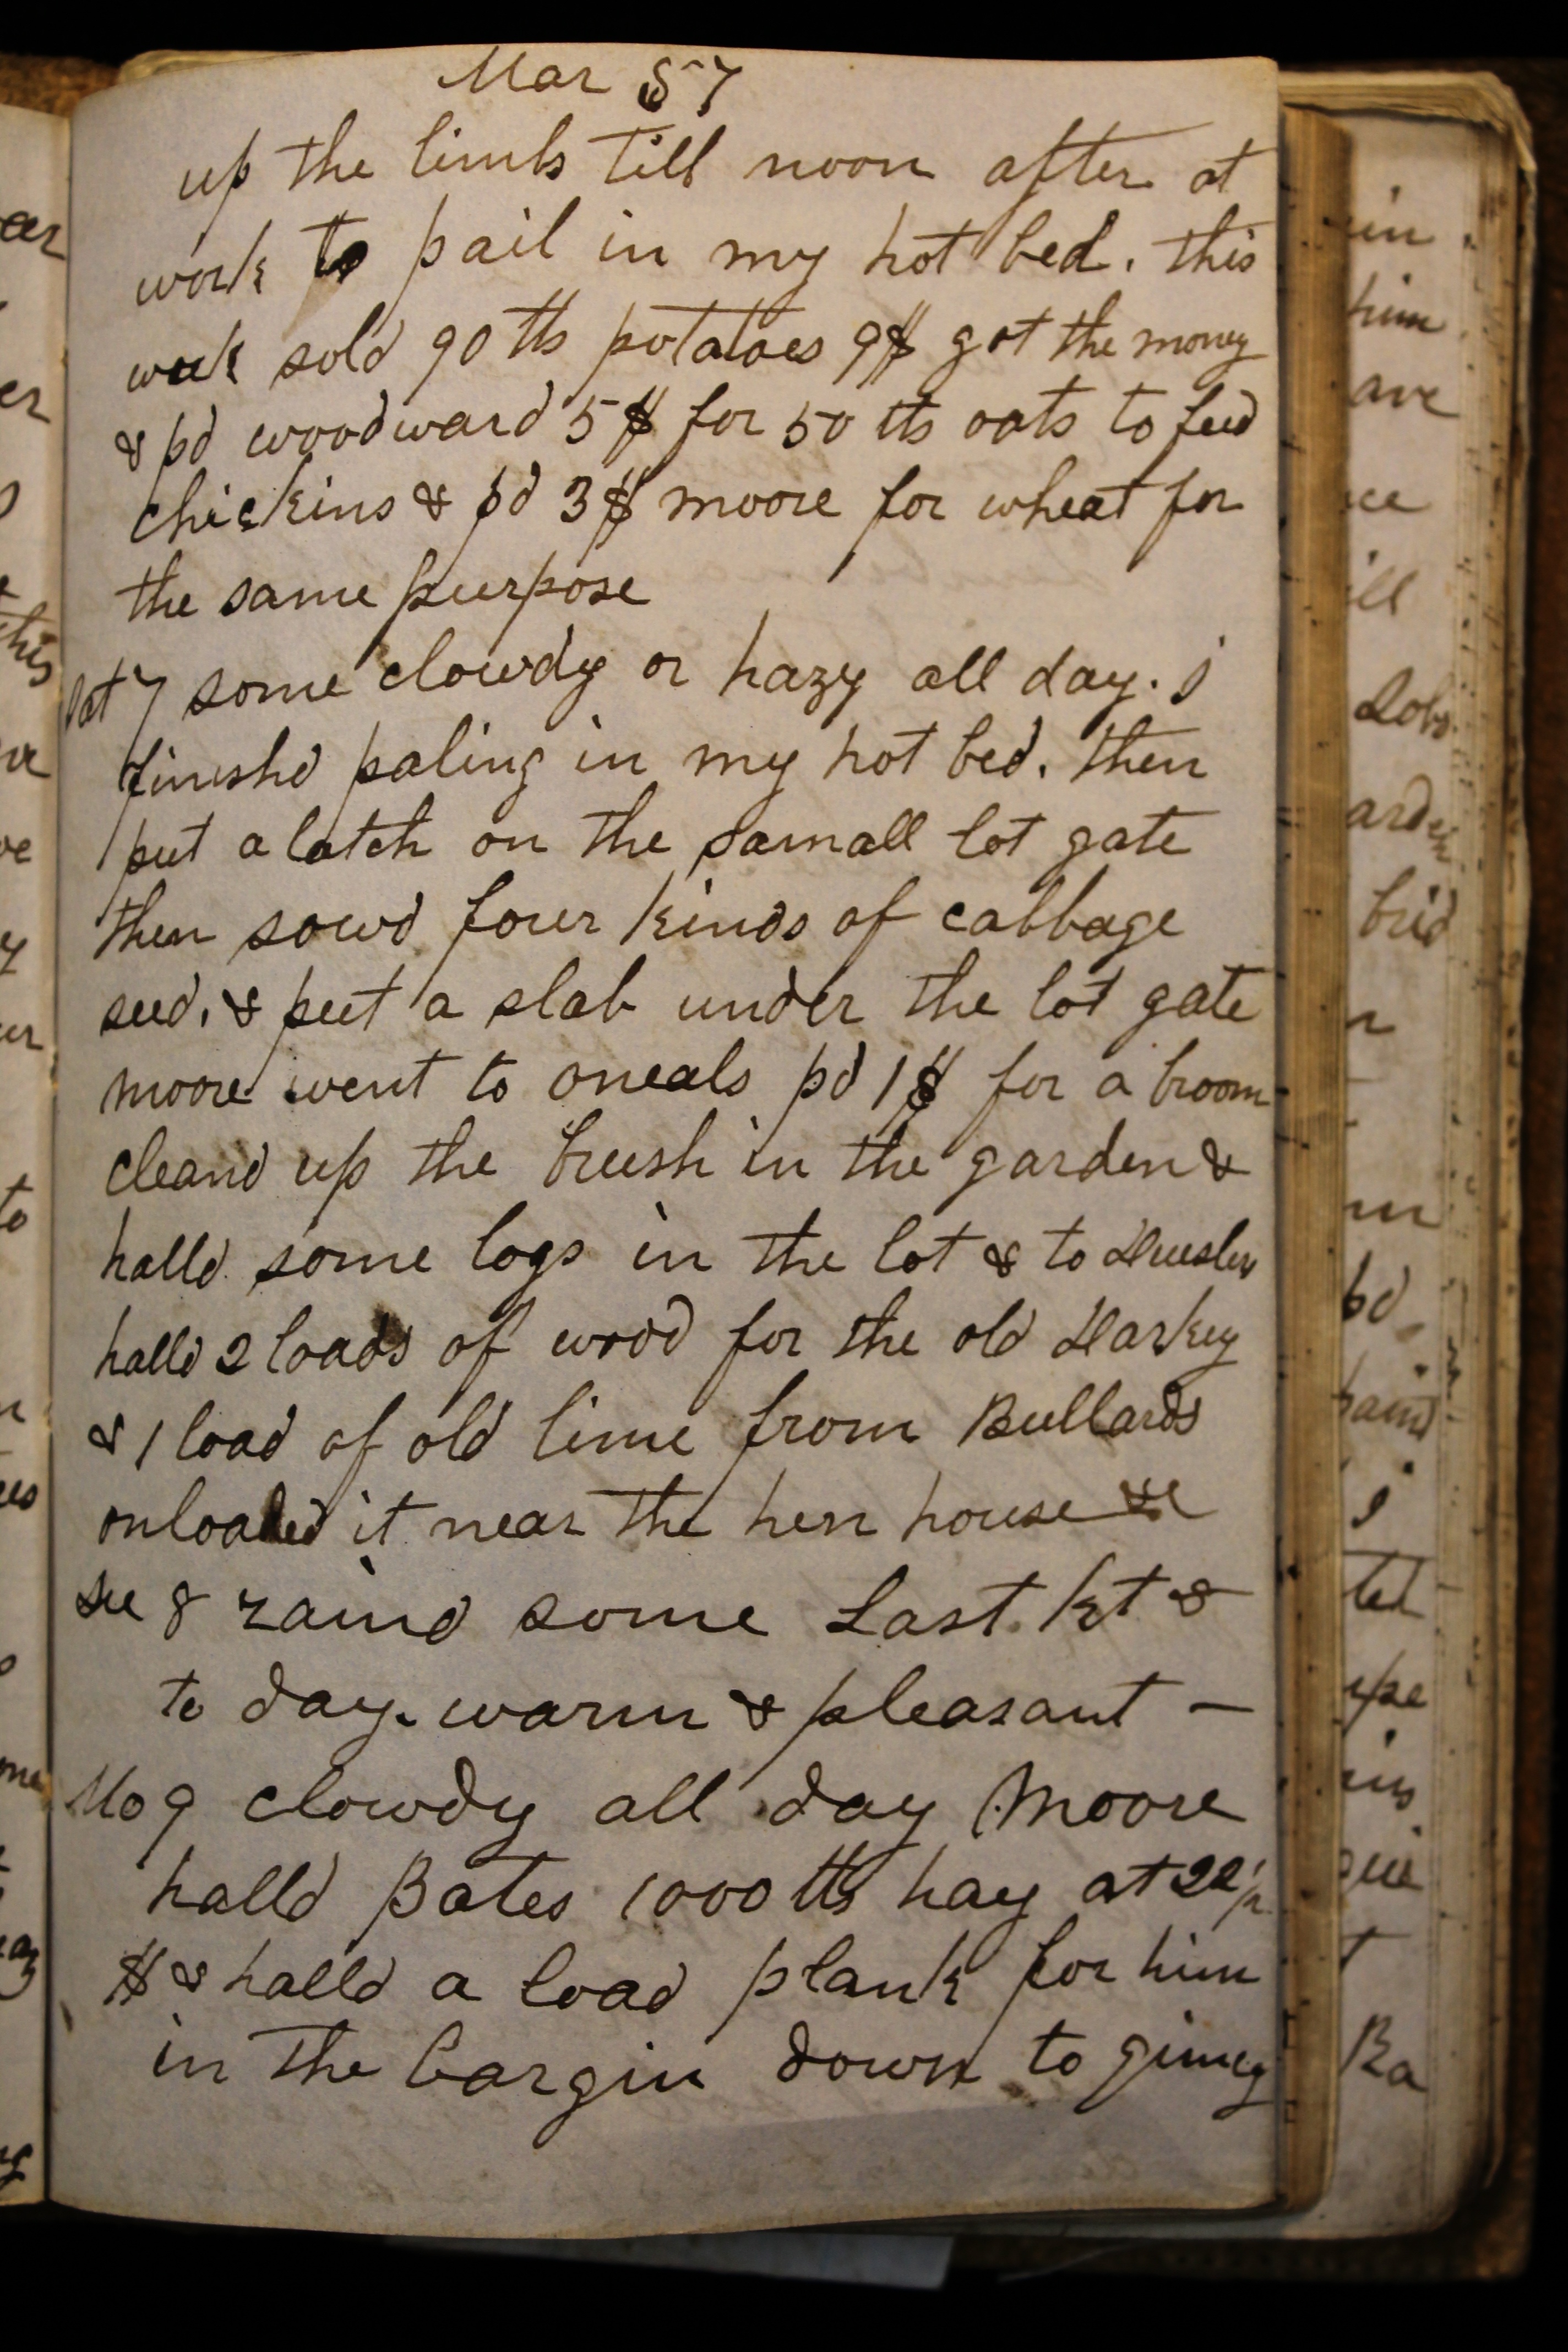 Mar 57
up the limbs till noon after at
work to pail in my hot bed. this
week sold 90 lbs potatoes 9$ got the money
& pd woodward 5$ for 50 lbs oats to feed
chickins & pd 3$ moore for wheat for
the same purpose
Sat 7 some clowdy or hazy all day. j
finishd paling in my hot bed. then
put a latch on the samall lot gate
then sowd four kinds of cabbage
seed. & put a slab under the lot gate
moore went to oneals pd 1$ for a broom
cleand up the brush in the garden &
halld some logs in the lot & to
halld 2 loads of wood for the old Harkey
& 1 load of old lime from Bullards
onloaded it near the hen house &c
Su 8 raind some Last kt &
to day. warm & pleasant —
Mo 9 clowdy all day Moore
halld Bates 1000 lbs hay at 22½
$ & halld a load plank for him
in the bargin down to gimey